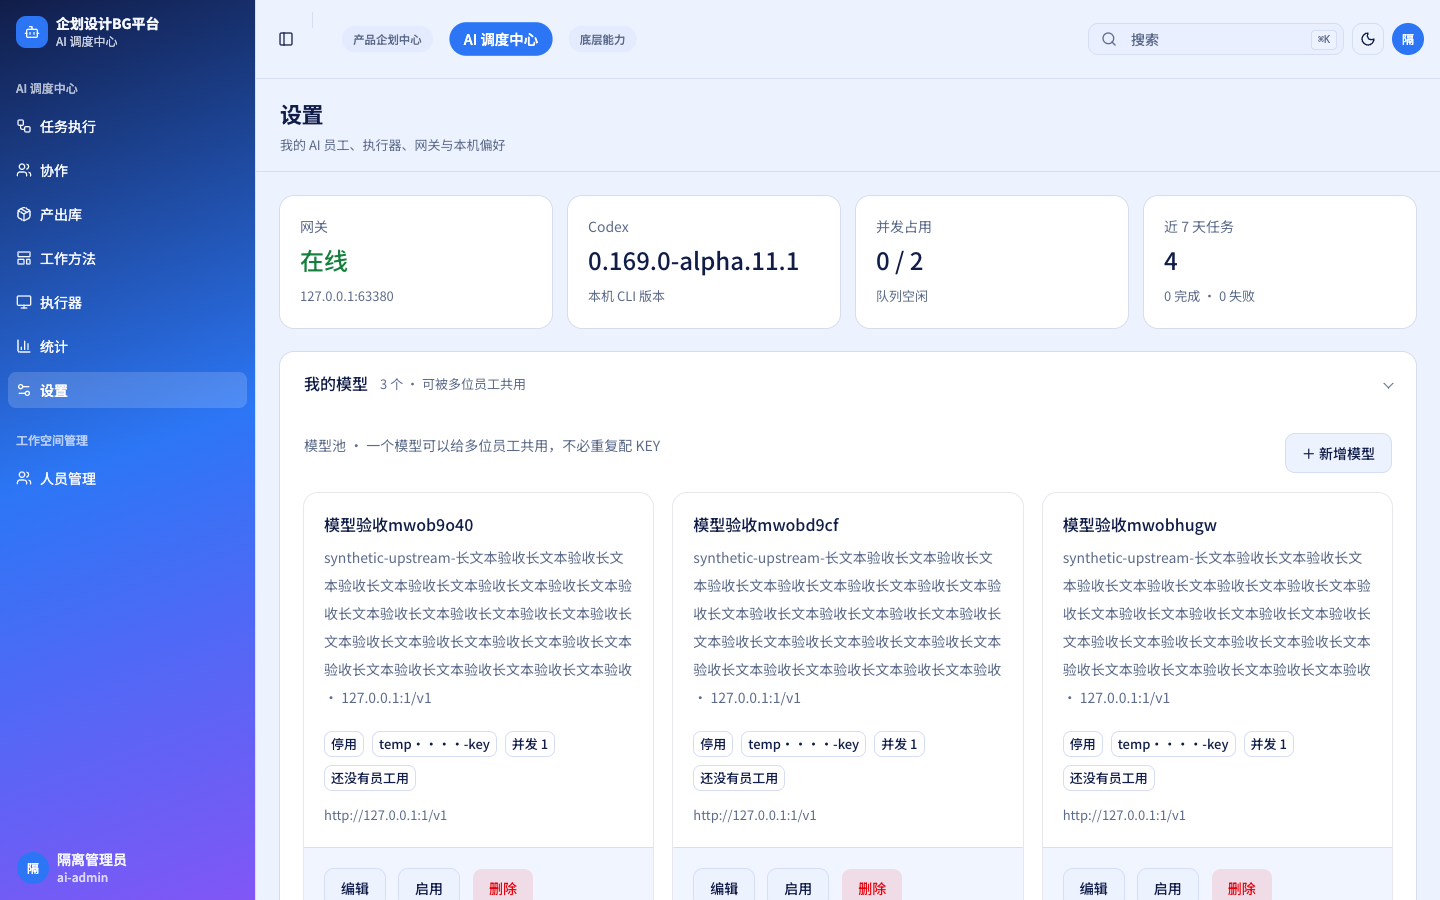 企划设计BG平台
AI 调度中心
AI 调度中心
任务执行
协作
产出库
工作方法
执行器
统计
设置
工作空间管理
人员管理
隔
隔离管理员
ai-admin
产品企划中心
AI 调度中心
底层能力
搜索
⌘K
隔
设置
我的 AI 员工、执行器、网关与本机偏好
网关
在线
127.0.0.1:63380
Codex
0.169.0-alpha.11.1
本机 CLI 版本
并发占用
0 / 2
队列空闲
近 7 天任务
4
0 完成 · 0 失败
我的模型 3 个 · 可被多位员工共用
模型池 · 一个模型可以给多位员工共用，不必重复配 KEY
+ 新增模型
模型验收mwob9o40
synthetic-upstream-长文本验收长文本验收长文
本验收长文本验收长文本验收长文本验收长文本验
收长文本验收长文本验收长文本验收长文本验收长
文本验收长文本验收长文本验收长文本验收长文本
验收长文本验收长文本验收长文本验收长文本验收
· 127.0.0.1:1/v1
停用 temp····-key 并发 1
还没有员工用
http://127.0.0.1:1/v1
编辑 启用 删除
模型验收mwobd9cf
synthetic-upstream-长文本验收长文本验收长文
本验收长文本验收长文本验收长文本验收长文本验
收长文本验收长文本验收长文本验收长文本验收长
文本验收长文本验收长文本验收长文本验收长文本
验收长文本验收长文本验收长文本验收长文本验收
· 127.0.0.1:1/v1
停用 temp····-key 并发 1
还没有员工用
http://127.0.0.1:1/v1
编辑 启用 删除
模型验收mwobhugw
synthetic-upstream-长文本验收长文本验收长文
本验收长文本验收长文本验收长文本验收长文本验
收长文本验收长文本验收长文本验收长文本验收长
文本验收长文本验收长文本验收长文本验收长文本
验收长文本验收长文本验收长文本验收长文本验收
· 127.0.0.1:1/v1
停用 temp····-key 并发 1
还没有员工用
http://127.0.0.1:1/v1
编辑 启用 删除